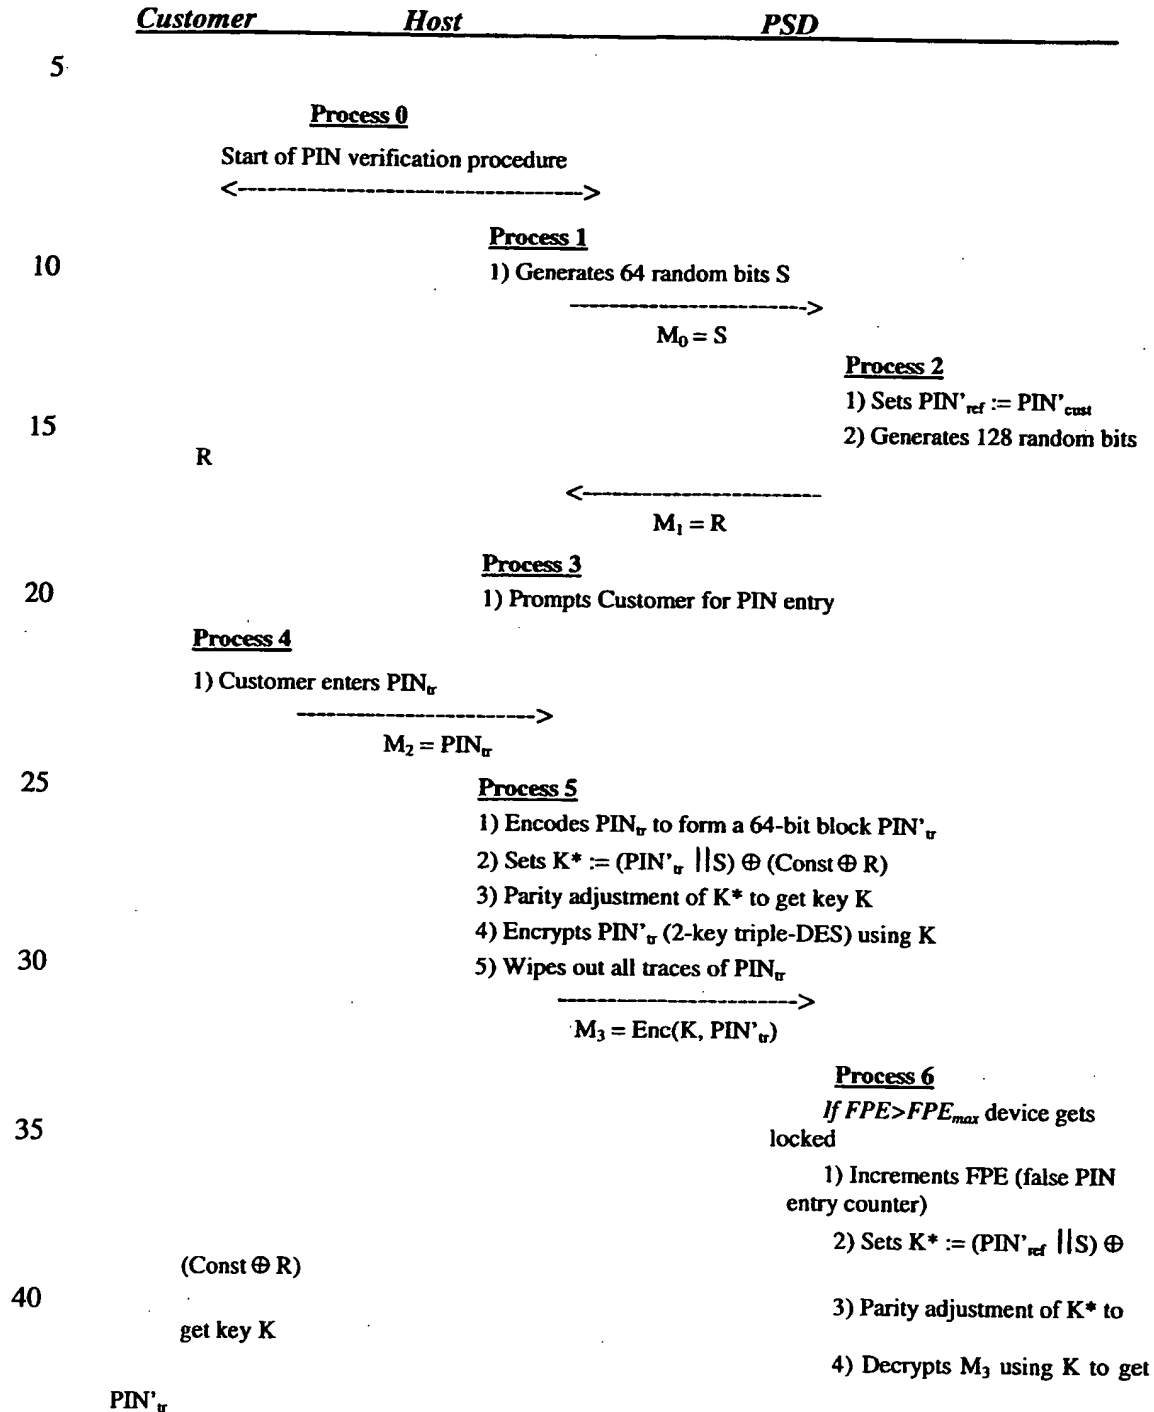 Customer Host PSD
5
Process 0
Start of PIN verification procedure
<-------------------------------------->
Process 1
10
1) Generates 64 random bits S
-------------------------->
M₀ = S
Process 2
1) Sets PIN'ref := PIN'cust
15
2) Generates 128 random bits
R
<--------------------------
M₁ = R
Process 3
20
1) Prompts Customer for PIN entry
Process 4
1) Customer enters PINtr
-------------------------->
M₂ = PINtr
25
Process 5
1) Encodes PINtr to form a 64-bit block PIN'tr
2) Sets K* := (PIN'tr ||S) ⊕ (Const ⊕ R)
3) Parity adjustment of K* to get key K
4) Encrypts PIN'tr (2-key triple-DES) using K
30
5) Wipes out all traces of PINtr
-------------------------->
M₃ = Enc(K, PIN'tr)
Process 6
35
If FPE>FPEmax device gets
locked
1) Increments FPE (false PIN
entry counter)
2) Sets K* := (PIN'ref ||S) ⊕
(Const ⊕ R)
40
3) Parity adjustment of K* to
get key K
4) Decrypts M₃ using K to get
PIN'tr